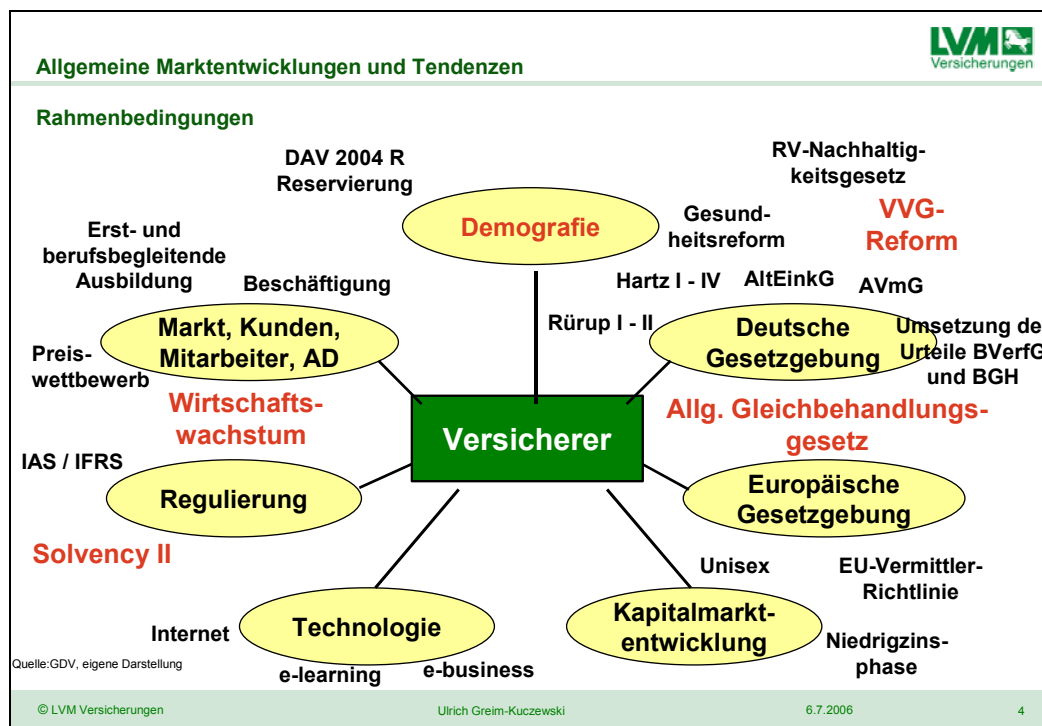 LVM
Versicherungen
Allgemeine Marktentwicklungen und Tendenzen
Rahmenbedingungen
DAV 2004 R
Reservierung
RV-Nachhaltig-
keitsgesetz
Demografie
Gesund-
heitsreform
VVG-
Reform
Erst- und
berufsbegleitende
Ausbildung
Beschäftigung
Hartz I - IV
AltEinkG
AVmG
Markt, Kunden,
Mitarbeiter, AD
Rürup I - II
Deutsche
Gesetzgebung
Umsetzung de
Urteile BVerfG
und BGH
Preis-
wettbewerb
Wirtschafts-
wachstum
Versicherer
Allg. Gleichbehandlungs-
gesetz
IAS / IFRS
Regulierung
Europäische
Gesetzgebung
Solvency II
Unisex
EU-Vermittler-
Richtlinie
Internet
Technologie
Kapitalmarkt-
entwicklung
Niedrigzins-
phase
Quelle:GDV, eigene Darstellung
e-learning
e-business
© LVM Versicherungen
Ulrich Greim-Kuczewski
6.7.2006
4